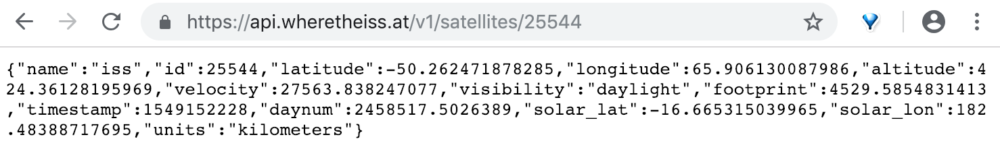 https://api.wheretheiss.at/v1/satellites/25544
{"name":"iss","id":25544,"latitude":-50.262471878285,"longitude":65.906130087986,"altitude":4
24.36128195969,"velocity":27563.838247077,"visibility":"daylight","footprint":4529.5854831413
,"timestamp":1549152228,"daynum":2458517.5026389,"solar_lat":-16.665315039965,"solar_lon":182
.48388717695,"units":"kilometers"}